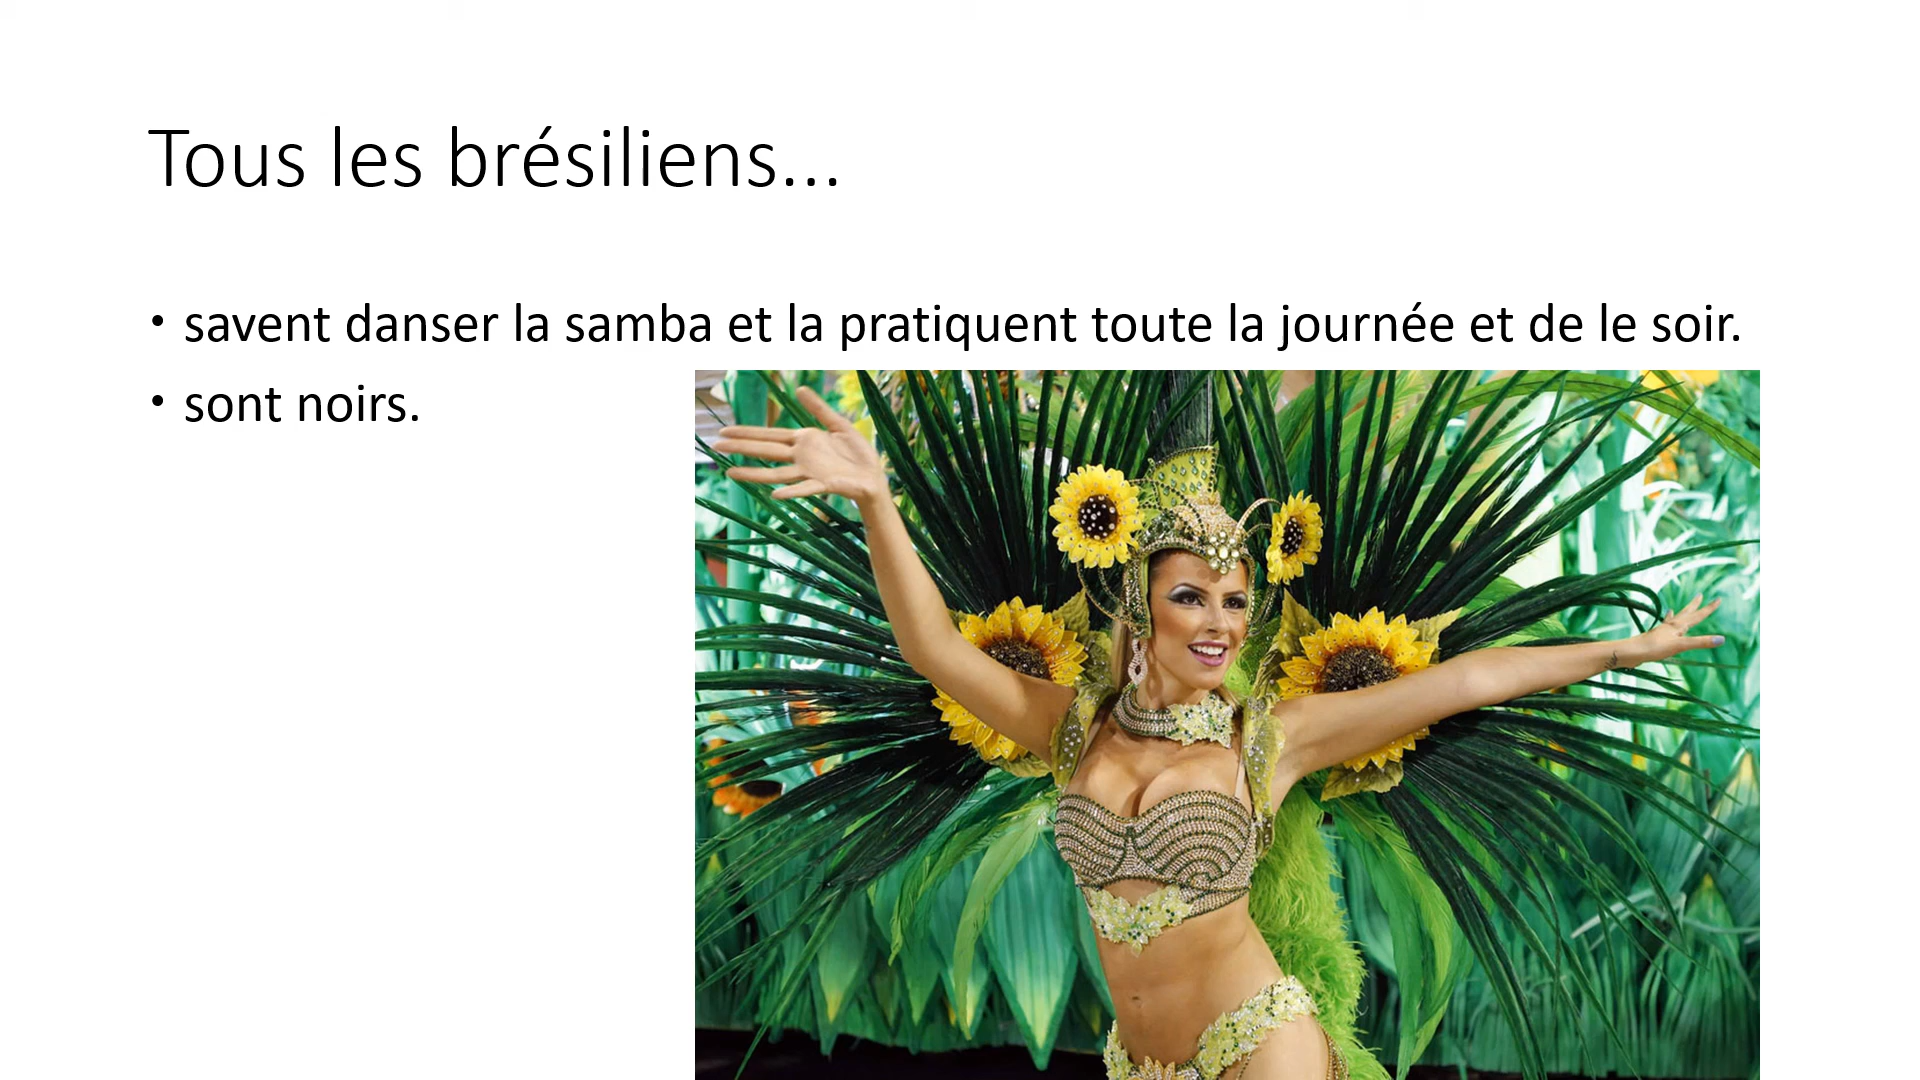 Tous les brésiliens...
• savent danser la samba et la pratiquent toute la journée et de le soir.
• sont noirs.